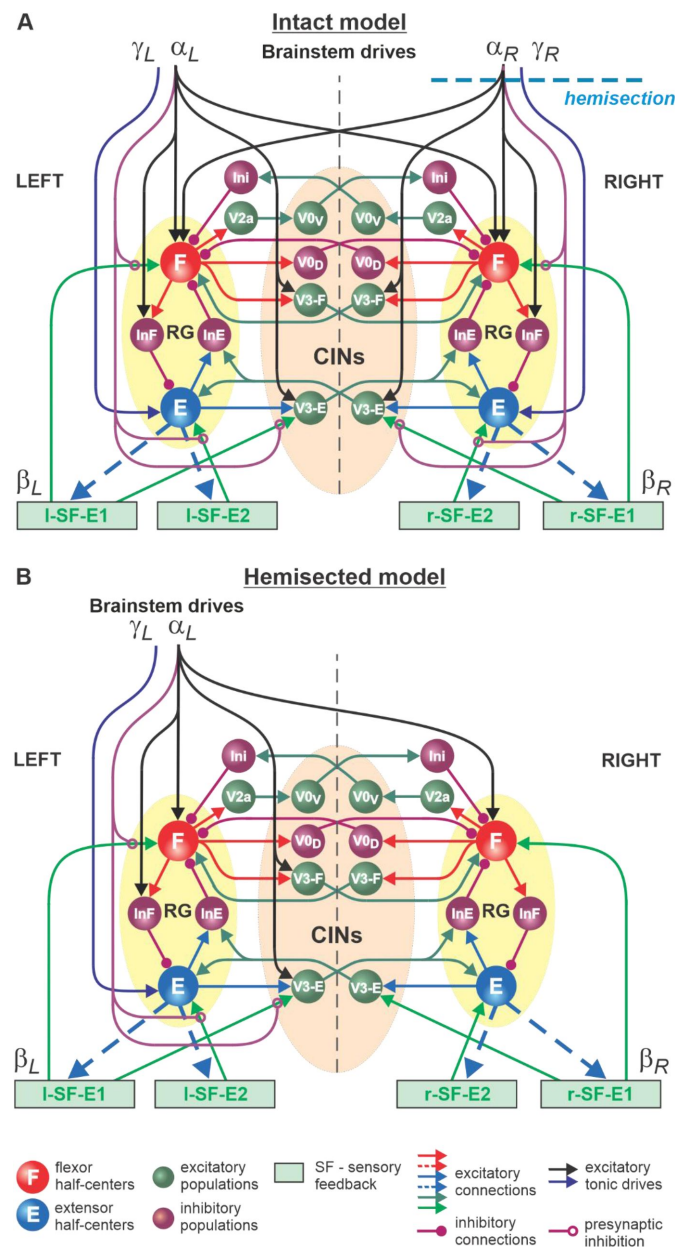 A
Intact model
γL αL
Brainstem drives
αR γR
hemisection
LEFT
RIGHT
Ini
Ini
V2a
V0V
V0V
V2a
F
V0D
V0D
F
V3-F
V3-F
InF
RG
InE
InE
RG
InF
CINs
E
V3-E
V3-E
E
βL
βR
l-SF-E1
l-SF-E2
r-SF-E2
r-SF-E1
B
Hemisected model
Brainstem drives
γL αL
LEFT
RIGHT
Ini
Ini
V2a
V0V
V0V
V2a
F
V0D
V0D
F
V3-F
V3-F
InF
RG
InE
InE
RG
InF
CINs
E
V3-E
V3-E
E
βL
βR
l-SF-E1
l-SF-E2
r-SF-E2
r-SF-E1
F
flexor
half-centers
E
extensor
half-centers
excitatory
populations
inhibitory
populations
SF - sensory
feedback
excitatory
connections
inhibitory
connections
excitatory
tonic drives
presynaptic
inhibition